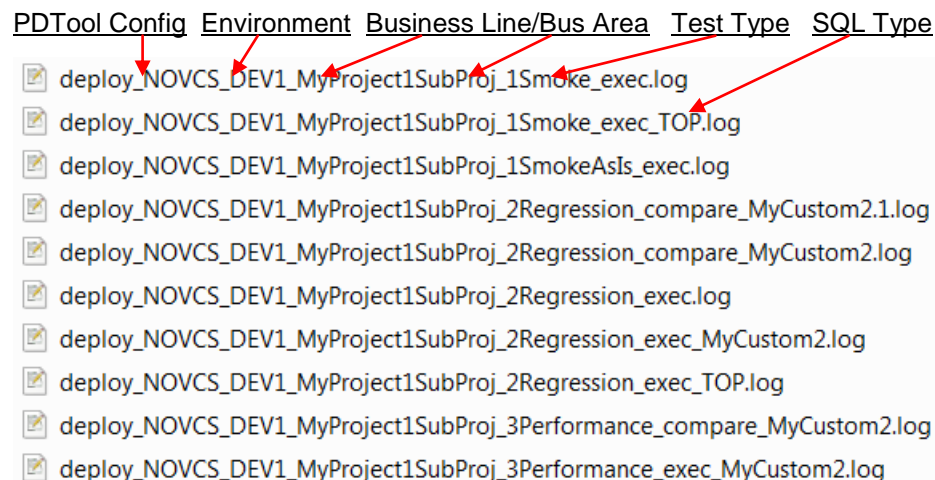 PDTool Config Environment Business Line/Bus Area Test Type SQL Type
deploy_NOVCS_DEV1_MyProject1SubProj_1Smoke_exec.log
deploy_NOVCS_DEV1_MyProject1SubProj_1Smoke_exec_TOP.log
deploy_NOVCS_DEV1_MyProject1SubProj_1SmokeAsIs_exec.log
deploy_NOVCS_DEV1_MyProject1SubProj_2Regression_compare_MyCustom2.1.log
deploy_NOVCS_DEV1_MyProject1SubProj_2Regression_compare_MyCustom2.log
deploy_NOVCS_DEV1_MyProject1SubProj_2Regression_exec.log
deploy_NOVCS_DEV1_MyProject1SubProj_2Regression_exec_MyCustom2.log
deploy_NOVCS_DEV1_MyProject1SubProj_2Regression_exec_TOP.log
deploy_NOVCS_DEV1_MyProject1SubProj_3Performance_compare_MyCustom2.log
deploy_NOVCS_DEV1_MyProject1SubProj_3Performance_exec_MyCustom2.log